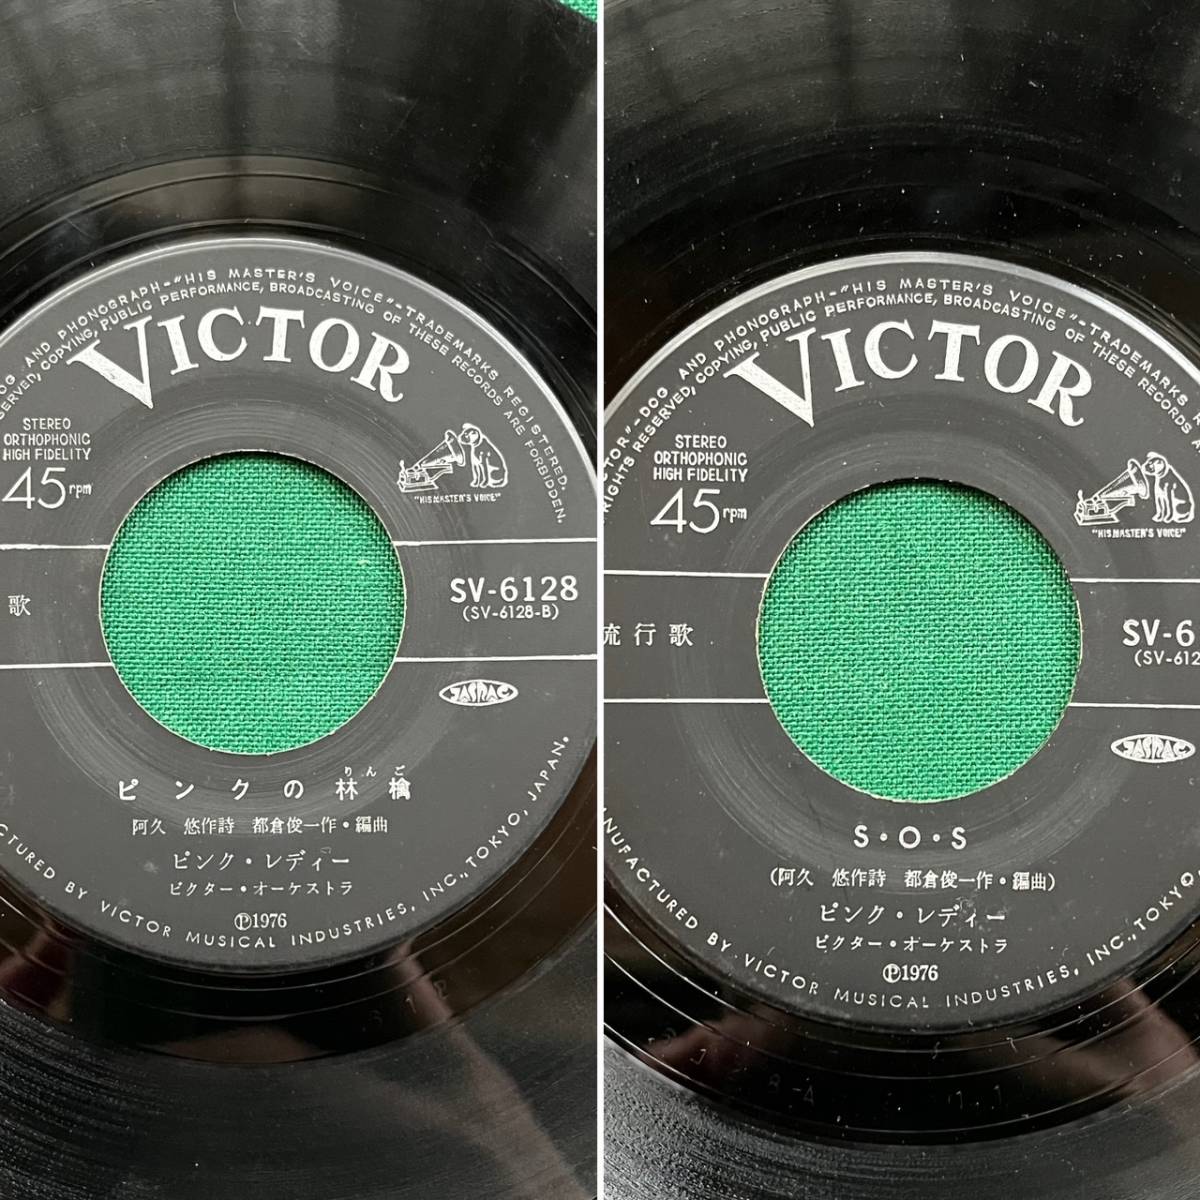 OG AND PHONOGRAPH-"HIS MASTER'S VOICE"-TRADEMARKS REGISTERED.
SERVED, COPYING, PUBLIC PERFORMANCE, BROADCASTING OF THESE RECORDS ARE FORBIDDEN.
VICTOR
STEREO
ORTHOPHONIC
HIGH FIDELITY
45rpm
"HIS MASTER'S VOICE"
歌
SV-6128
(SV-6128-B)
JASRAC
りんご
ピンクの林檎
阿久 悠作詩 都倉俊一作・編曲
ピンク・レディー
ビクター・オーケストラ
Ⓟ1976
CTURED BY VICTOR MUSICAL INDUSTRIES, INC., TOKYO, JAPAN.
CTOR"-DOG AND PHONOGRAPH-"HIS MASTER'S VOICE"-TRADEMARKS
RIGHTS RESERVED, COPYING, PUBLIC PERFORMANCE, BROADCASTING OF THESE RECORDS
VICTOR
STEREO
ORTHOPHONIC
HIGH FIDELITY
45rpm
"HIS MASTER'S VOICE"
流行歌
SV-6
(SV-612
JASRAC
S・O・S
(阿久 悠作詩 都倉俊一作・編曲)
ピンク・レディー
ビクター・オーケストラ
Ⓟ1976
NUFACTURED BY VICTOR MUSICAL INDUSTRIES, INC., TOKYO,